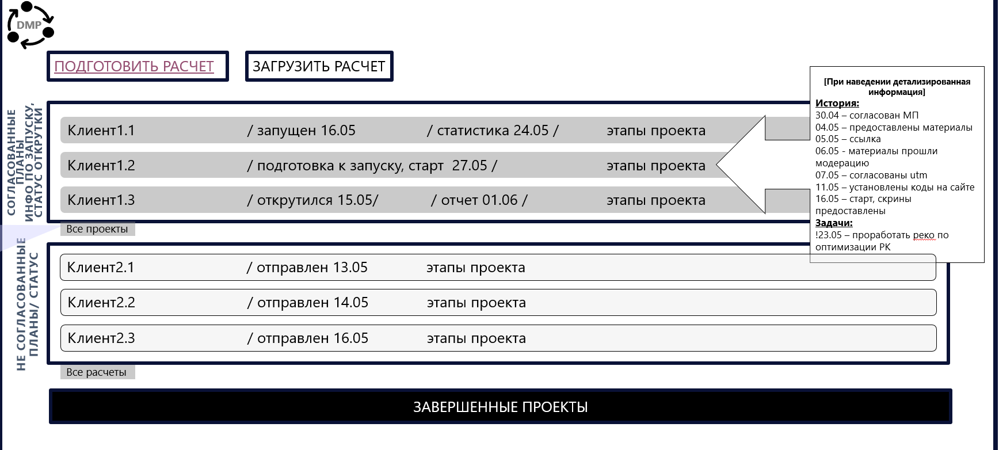 DMP
ПОДГОТОВИТЬ РАСЧЕТ
ЗАГРУЗИТЬ РАСЧЕТ
СОГЛАСОВАННЫЕ
ПЛАНЫ
ИНФО ПО ЗАПУСКУ,
СТАТУС ОТКРУТКИ
Клиент1.1 / запущен 16.05 / статистика 24.05 / этапы проекта
Клиент1.2 / подготовка к запуску, старт 27.05 / этапы проекта
Клиент1.3 / открутился 15.05/ / отчет 01.06 / этапы проекта
Все проекты
[При наведении детализированная
информация]
История:
30.04 – согласован МП
04.05 – предоставлены материалы
05.05 – ссылка
06.05 - материалы прошли
модерацию
07.05 – согласованы utm
11.05 – установлены коды на сайте
16.05 – старт, скрины
предоставлены
Задачи:
!23.05 – проработать реко по
оптимизации РК
НЕ СОГЛАСОВАННЫЕ
ПЛАНЫ/ СТАТУС
Клиент2.1 / отправлен 13.05 этапы проекта
Клиент2.2 / отправлен 14.05 этапы проекта
Клиент2.3 / отправлен 16.05 этапы проекта
Все расчеты
ЗАВЕРШЕННЫЕ ПРОЕКТЫ